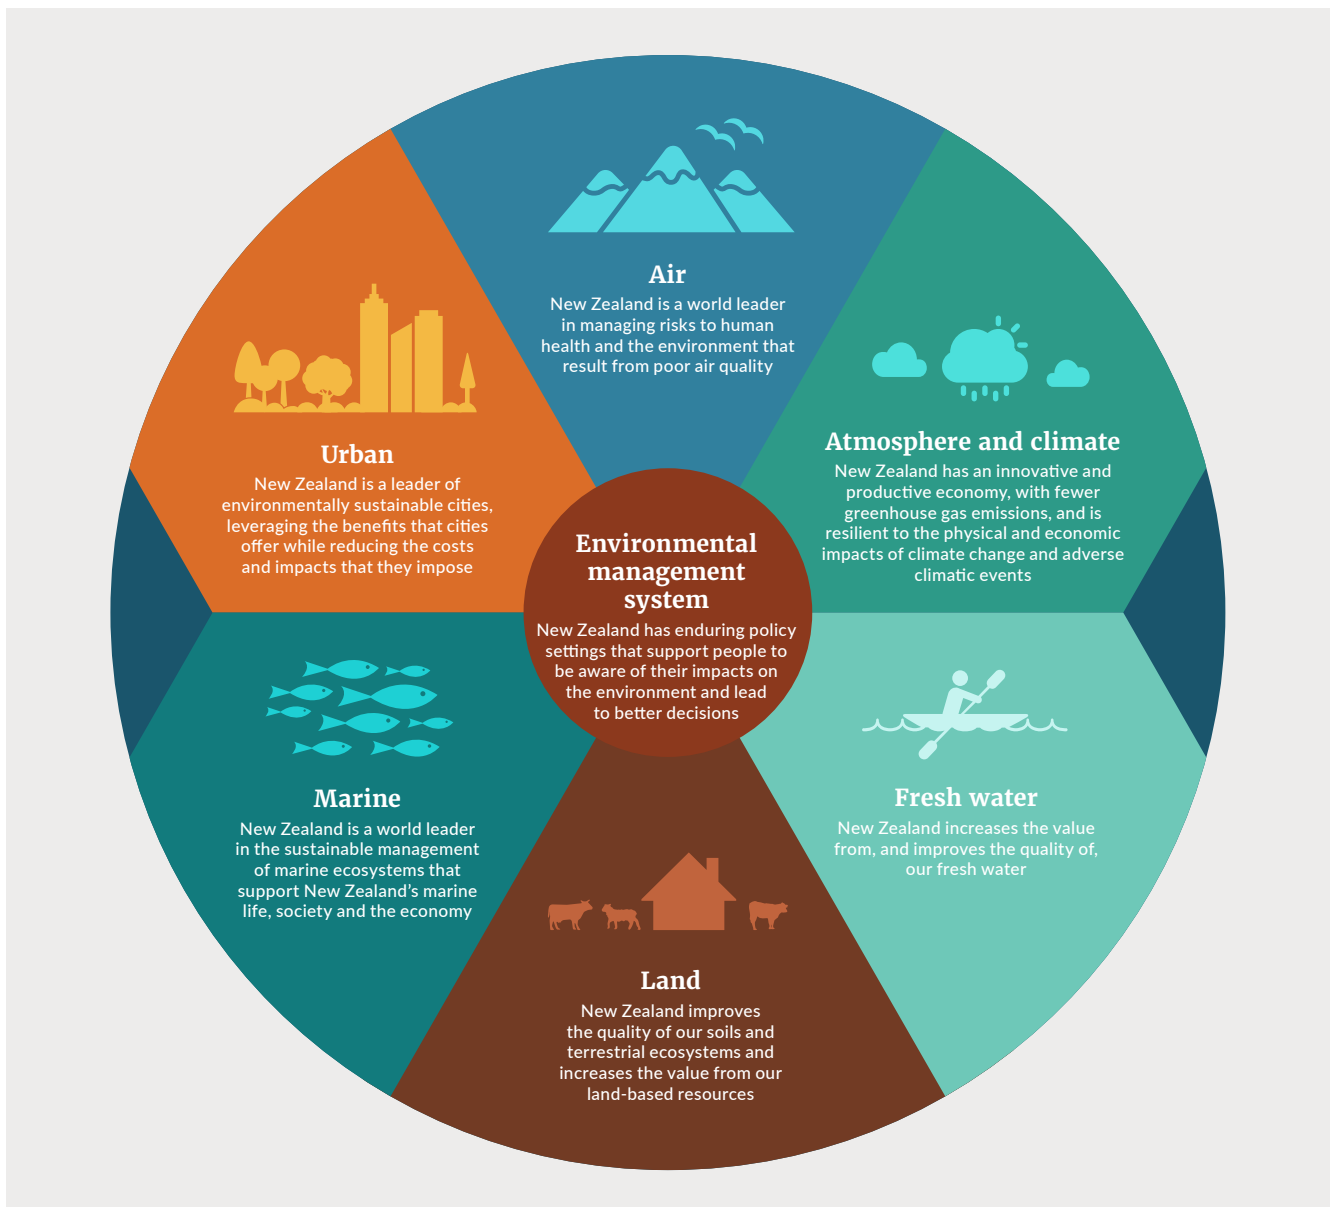 Air
New Zealand is a world leader
in managing risks to human
health and the environment that
result from poor air quality
Atmosphere and climate
New Zealand has an innovative and
productive economy, with fewer
greenhouse gas emissions, and is
resilient to the physical and economic
impacts of climate change and adverse
climatic events
Urban
New Zealand is a leader of
environmentally sustainable cities,
leveraging the benefits that cities
offer while reducing the costs
and impacts that they impose
Environmental
management
system
New Zealand has enduring policy
settings that support people to
be aware of their impacts on
the environment and lead
to better decisions
Marine
New Zealand is a world leader
in the sustainable management
of marine ecosystems that
support New Zealand’s marine
life, society and the economy
Fresh water
New Zealand increases the value
from, and improves the quality of,
our fresh water
Land
New Zealand improves
the quality of our soils and
terrestrial ecosystems and
increases the value from our
land-based resources